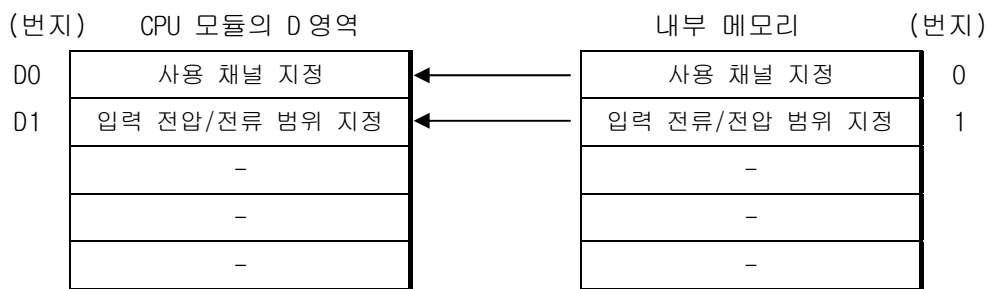 (번지) CPU 모듈의 D 영역 내부 메모리 (번지)
D0 사용 채널 지정 사용 채널 지정 0
D1 입력 전압/전류 범위 지정 입력 전류/전압 범위 지정 1
- -
- -
- -